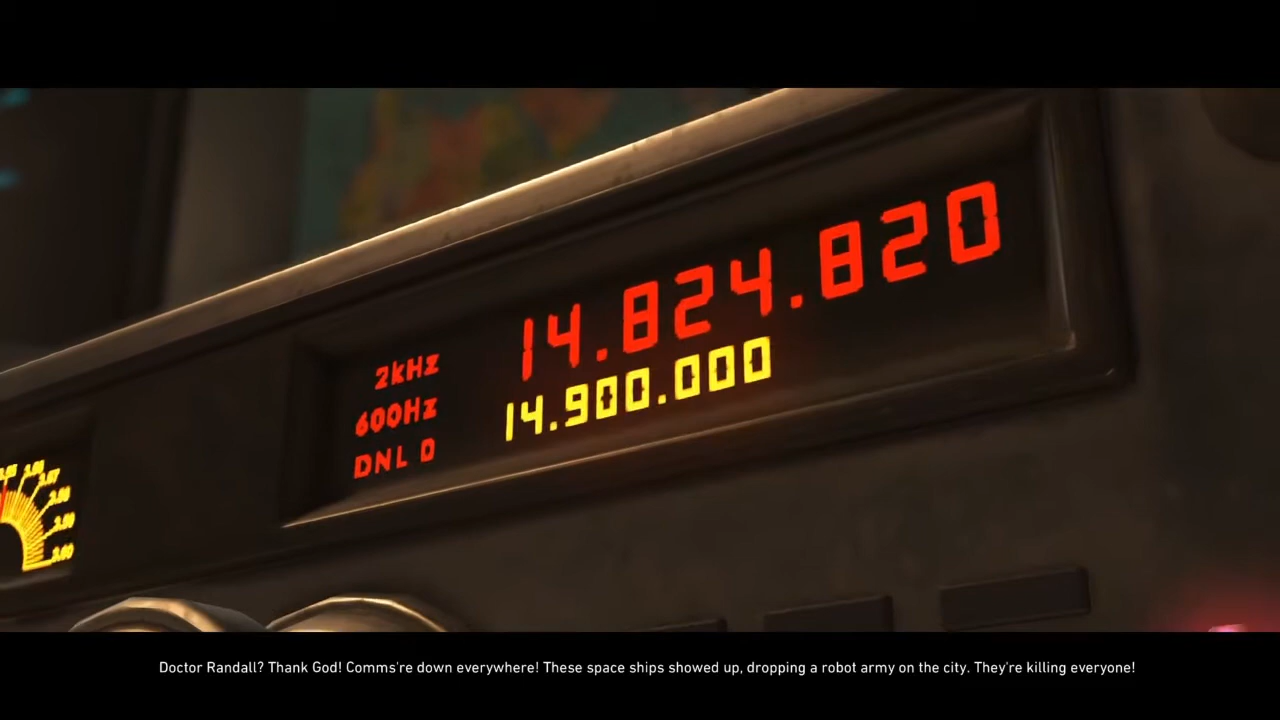 14.824.820
2kHz
14.900.000
600Hz
DNL 0
Doctor Randall? Thank God! Comms're down everywhere! These space ships showed up, dropping a robot army on the city. They're killing everyone!